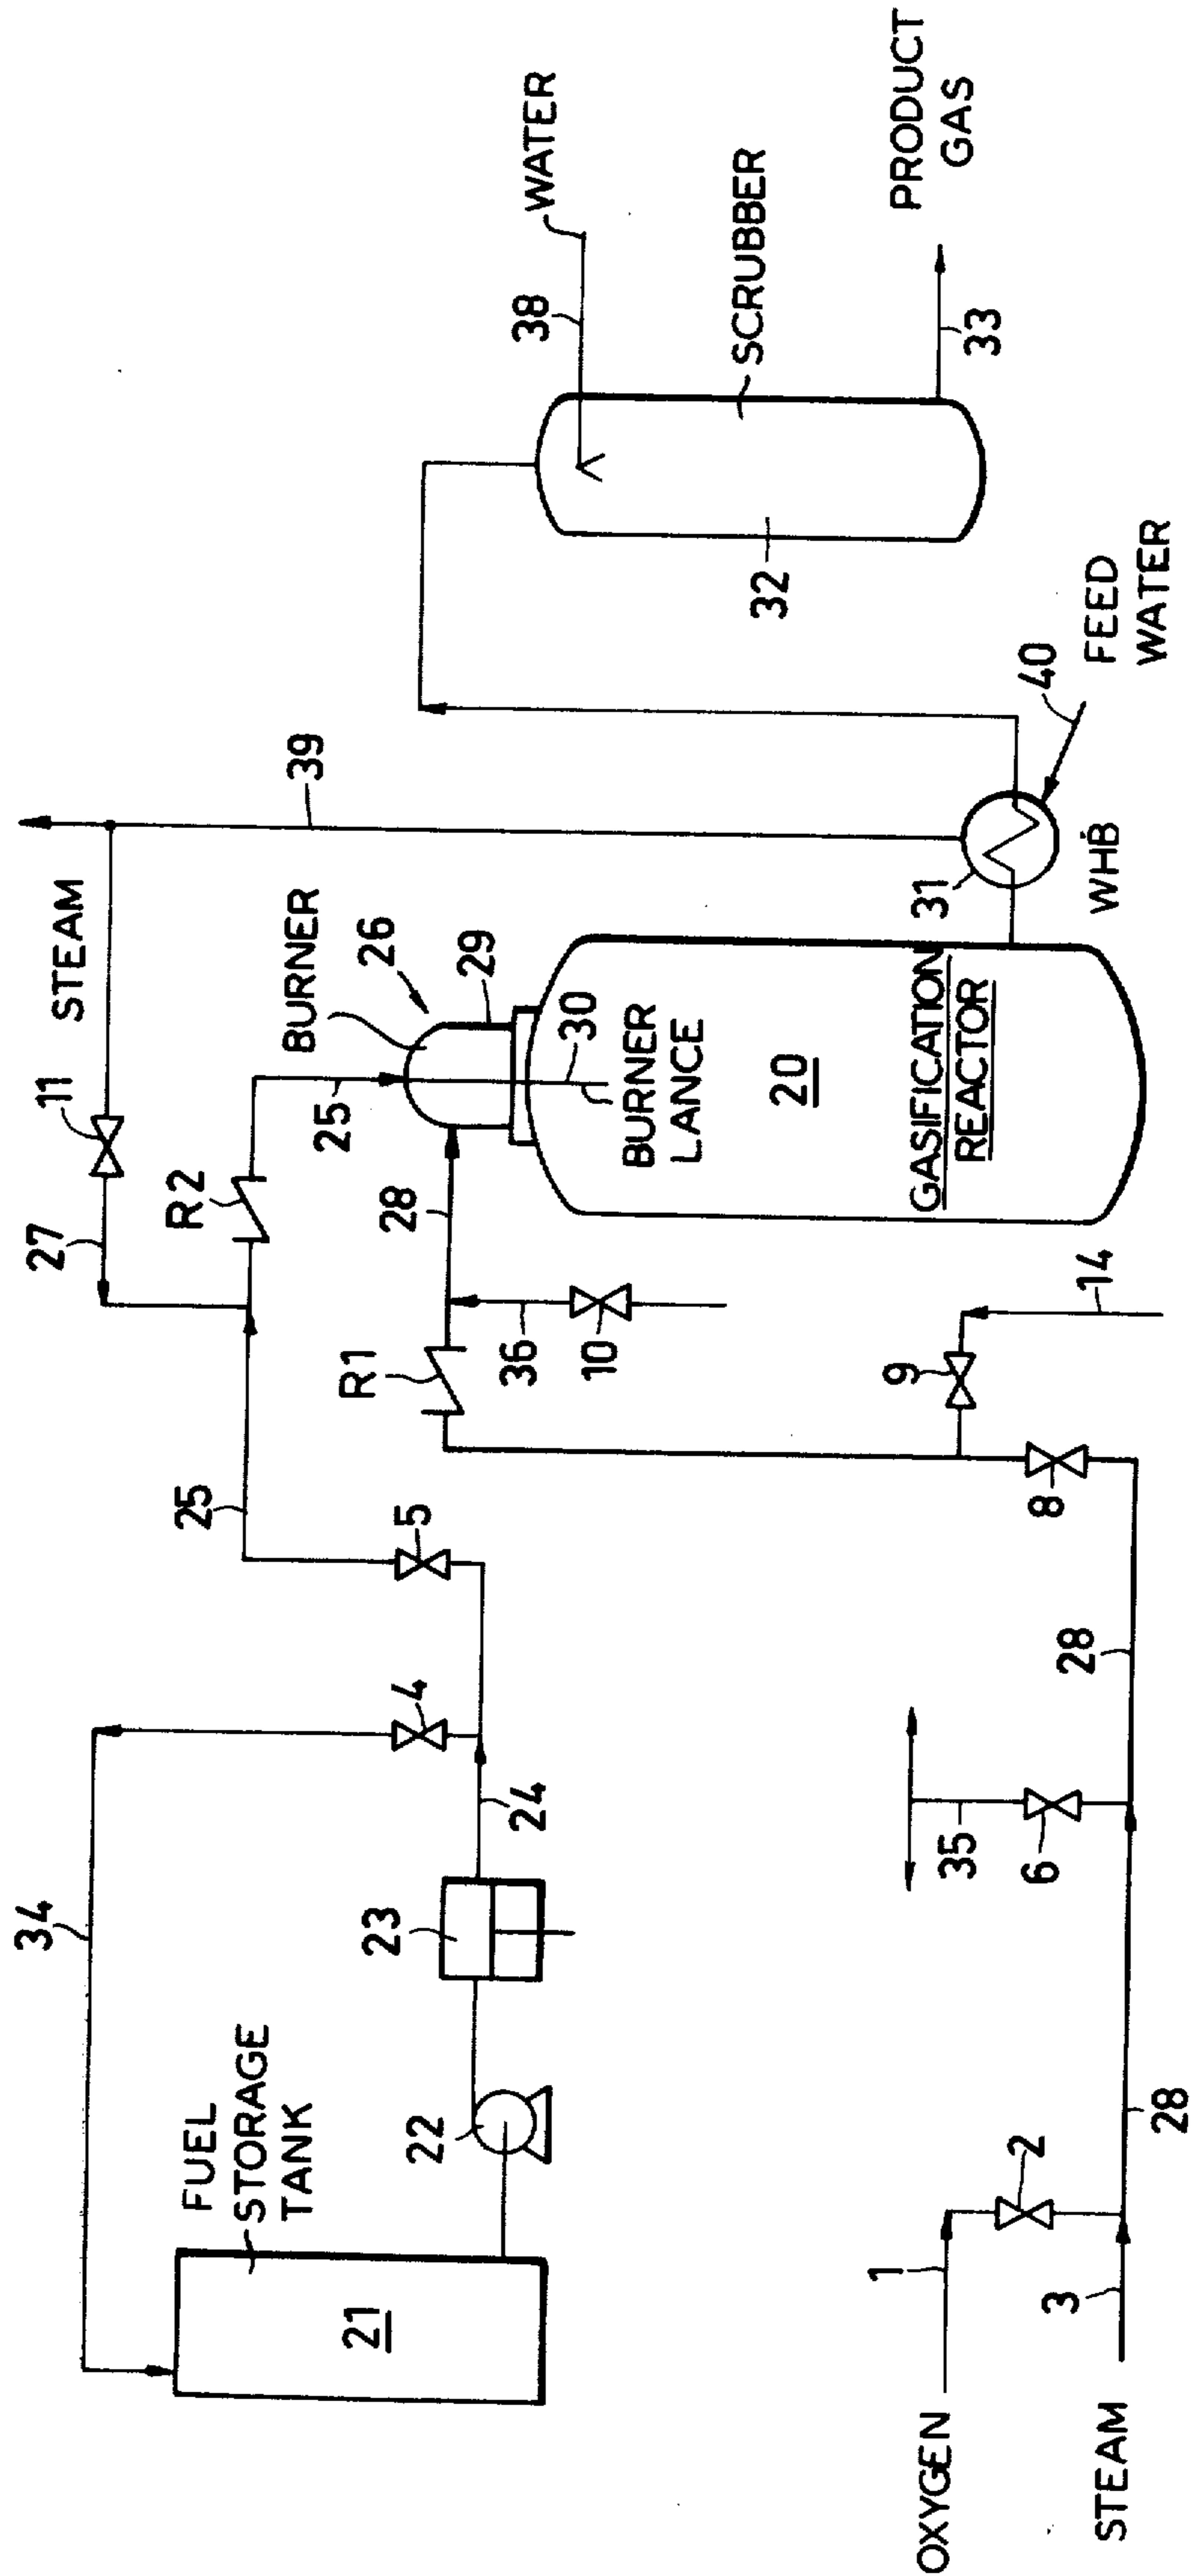 34
27
11
STEAM
25
R2
FUEL
STORAGE
TANK
BURNER
39
25
26
21
23
4
5
R1
28
22
24
36
29
38
WATER
30
10
BURNER
LANCE
SCRUBBER
32
20
1
OXYGEN
35
9
GASIFICATION
REACTOR
31
PRODUCT
GAS
33
2
6
8
14
40
3
STEAM
28
28
WHB
FEED
WATER